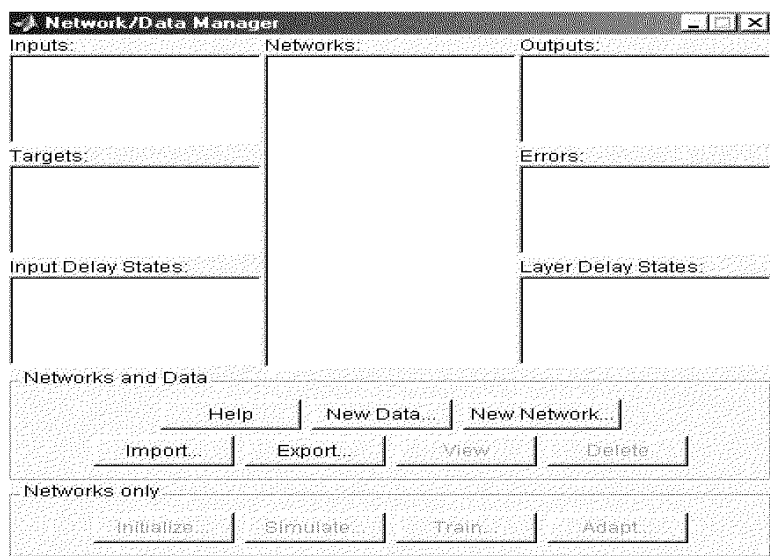 Network/Data Manager
Inputs: Networks: Outputs:
Targets: Errors:
Input Delay States: Layer Delay States:
Networks and Data
Help New Data... New Network...
Import... Export... View Delete
Networks only
Initialize... Simulate... Train... Adapt...